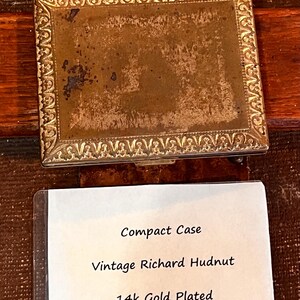 Compact Case
Vintage Richard Hudnut
14k Gold Plated